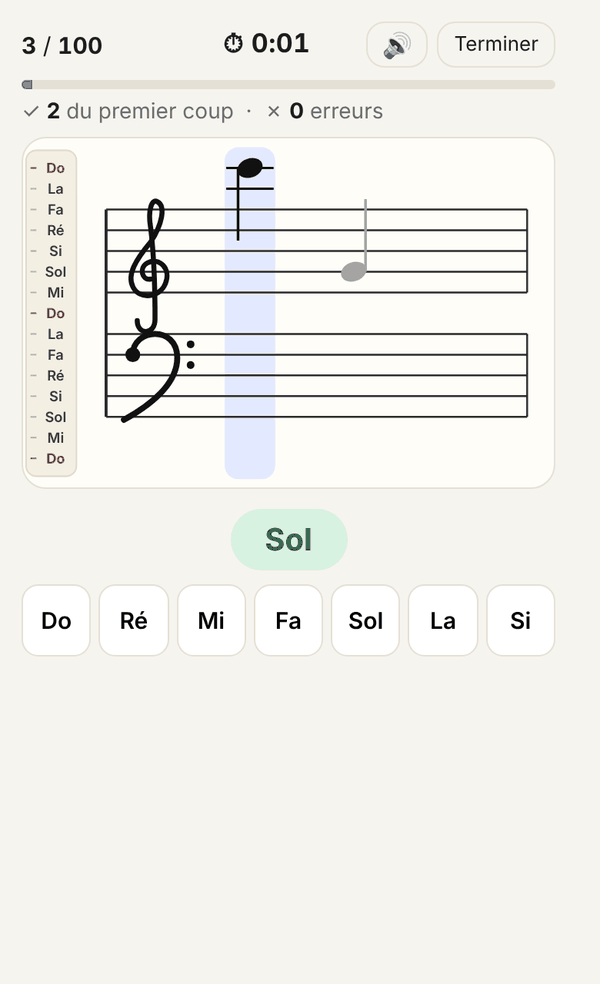 3 / 100 ⏱ 0:01 🔊 Terminer
✓ 2 du premier coup · × 0 erreurs
Do
La
Fa
Ré
Si
Sol
Mi
Do
La
Fa
Ré
Si
Sol
Mi
Do
Sol
Do Ré Mi Fa Sol La Si